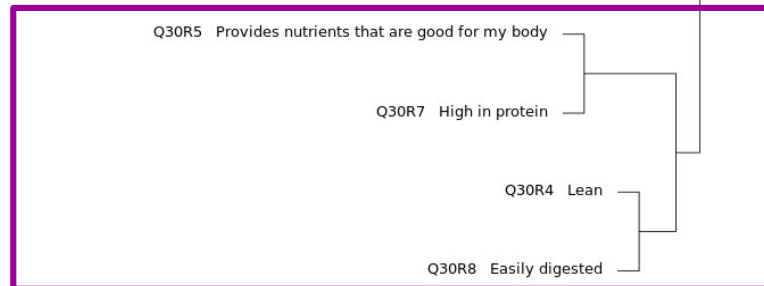 Q30R5 Provides nutrients that are good for my body
Q30R7 High in protein
Q30R4 Lean
Q30R8 Easily digested